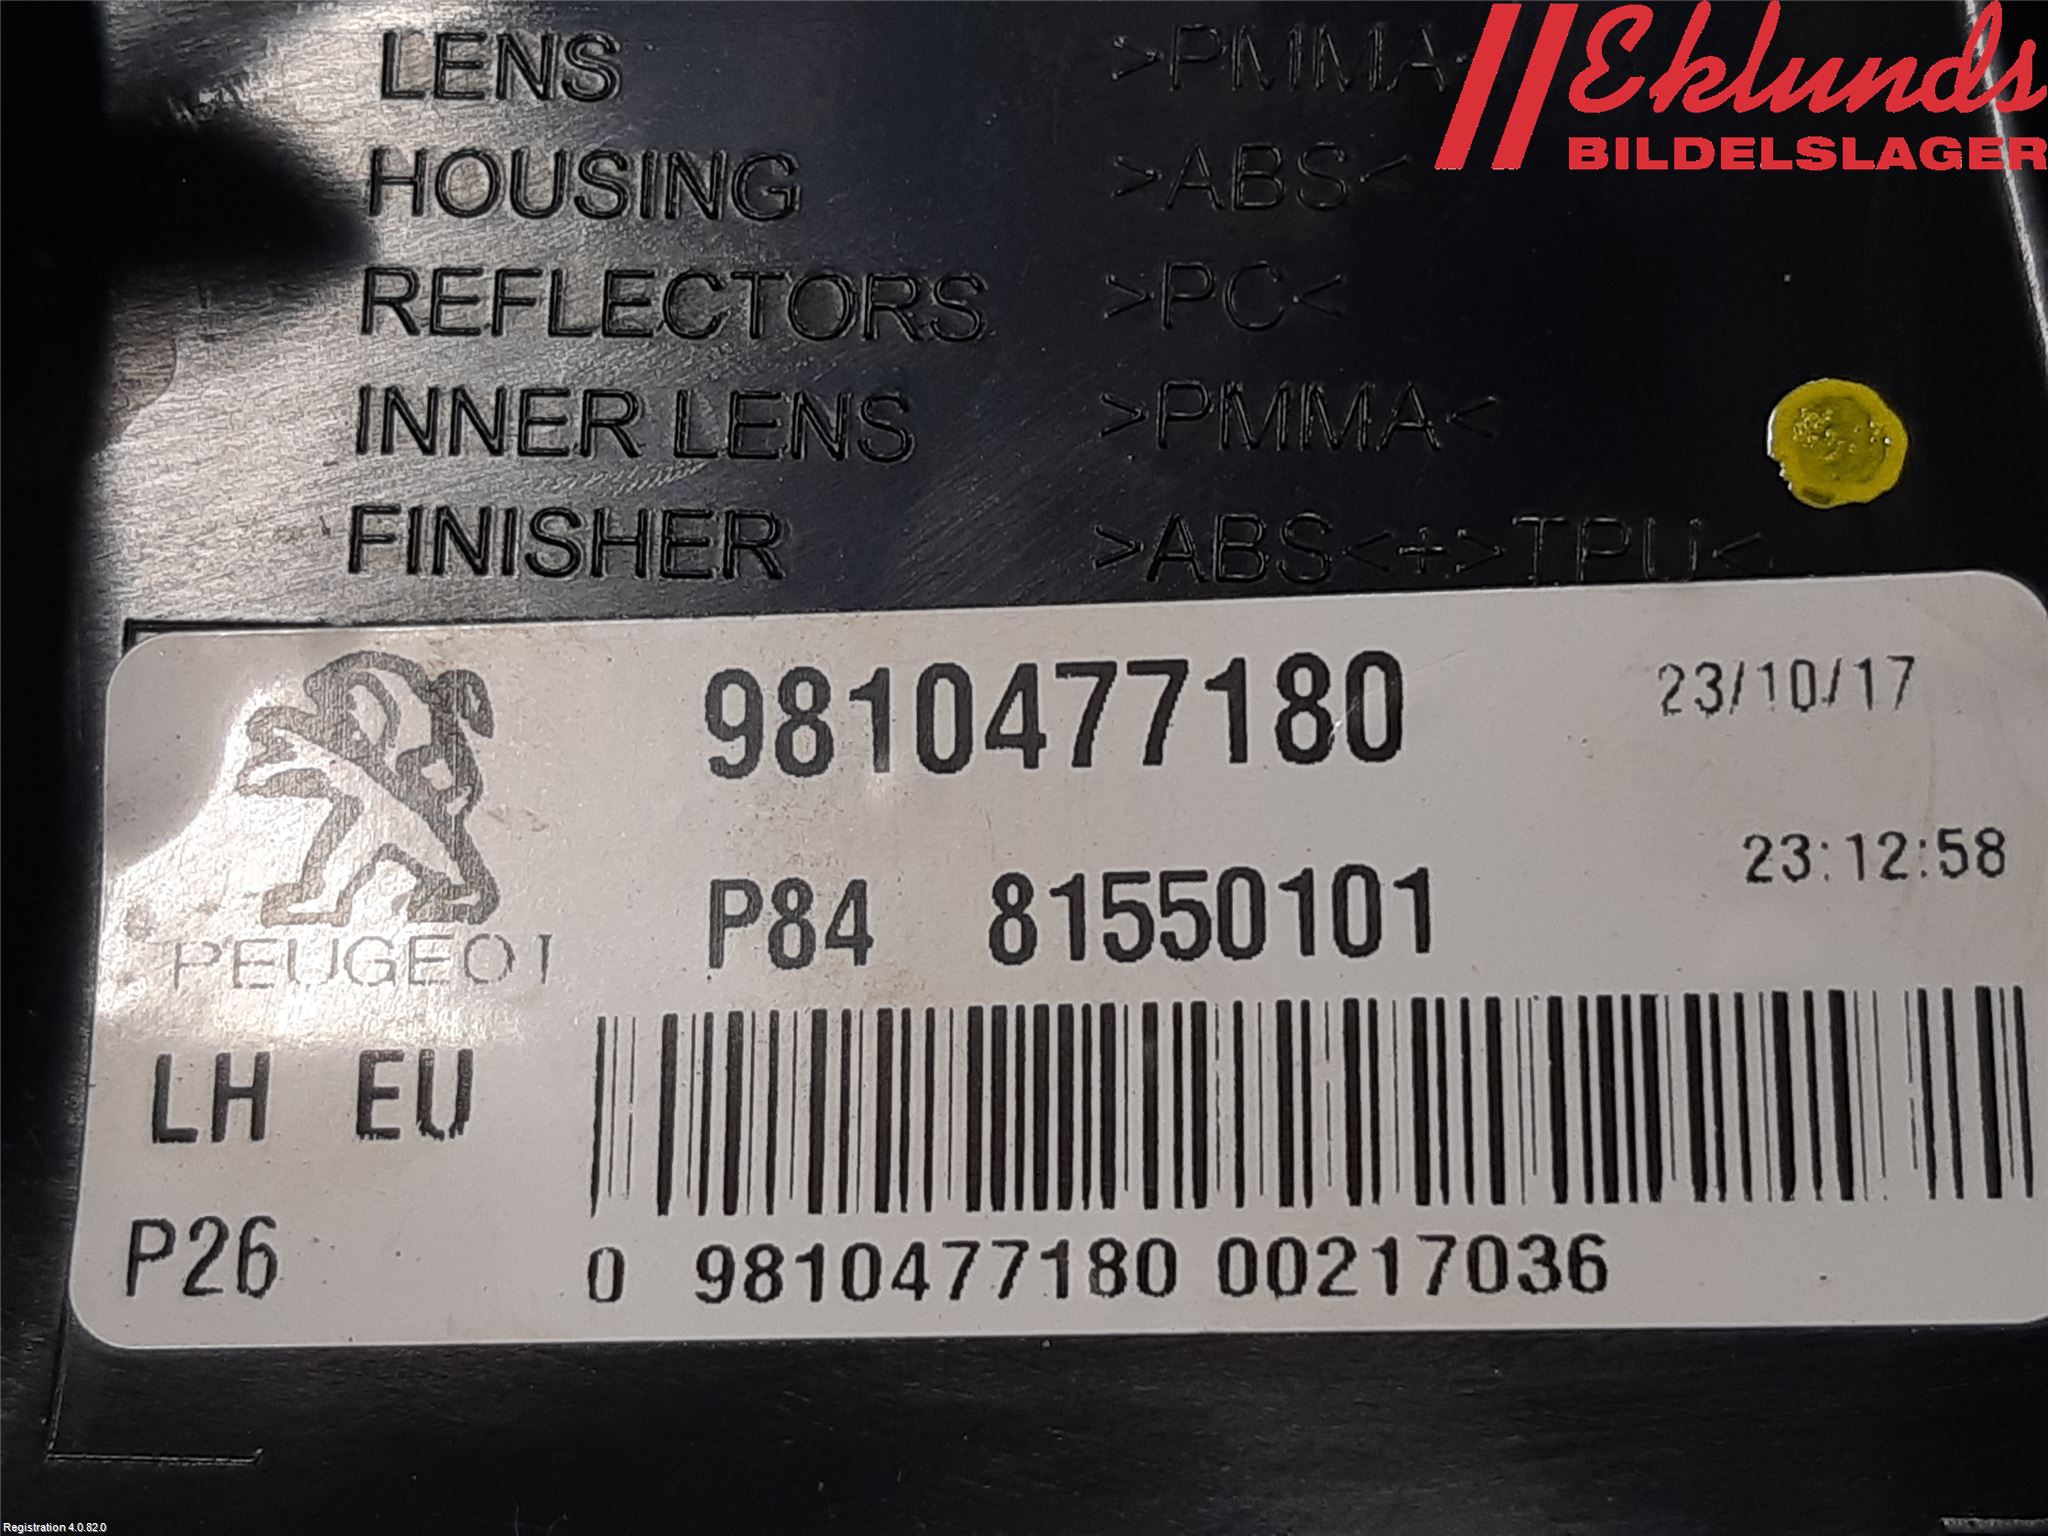 Eklunds
BILDELSLAGER
LENS >PMMA<
HOUSING >ABS<
REFLECTORS >PC<
INNER LENS >PMMA<
FINISHER >ABS<+>TPU<
9810477180 23/10/17
23:12:58
P84 81550101
PEUGEOT
LH EU
P26
0 9810477180 00217036
Registration 4.0.82.0